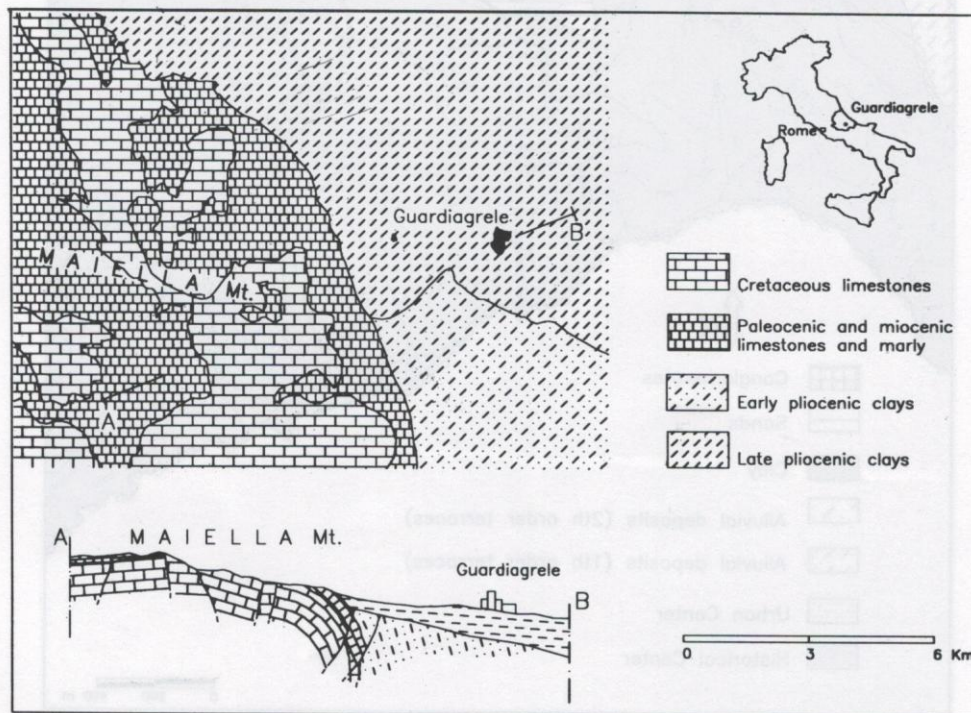 Guardiagrele
B
MAIELLA Mt.
A
Guardiagrele
Rome
Cretaceous limestones
Paleocenic and miocenic
limestones and marly
Early pliocenic clays
Late pliocenic clays
A MAIELLA Mt.
Guardiagrele
B
0 3 6 Km